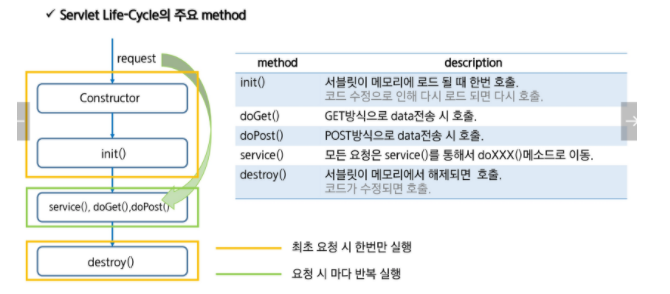 ✓ Servlet Life-Cycle의 주요 method
request
Constructor
init()
service(), doGet(),doPost()
destroy()
method description
init() 서블릿이 메모리에 로드 될 때 한번 호출.
코드 수정으로 인해 다시 로드 되면 다시 호출.
doGet() GET방식으로 data전송 시 호출.
doPost() POST방식으로 data전송 시 호출.
service() 모든 요청은 service()를 통해서 doXXX()메소드로 이동.
destroy() 서블릿이 메모리에서 해제되면 호출.
코드가 수정되면 호출.
최초 요청 시 한번만 실행
요청 시 마다 반복 실행